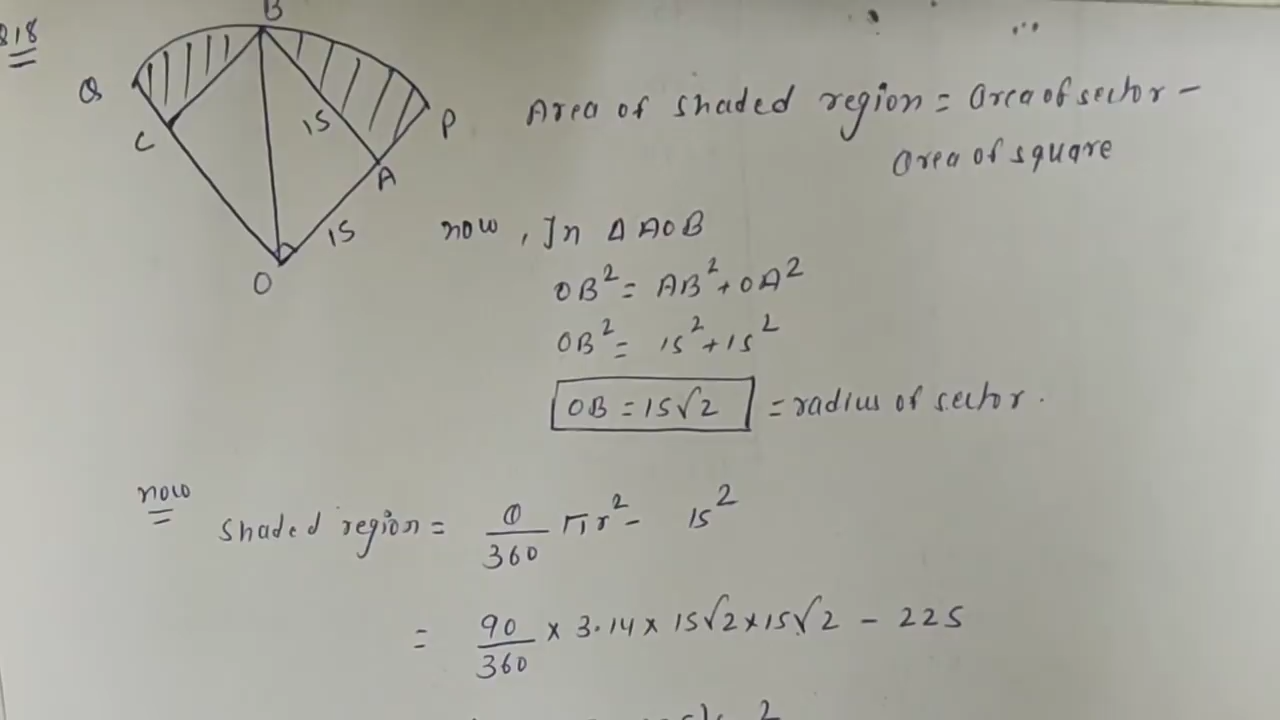 Q18
B
Q
C
15
P
A
15
O
Area of shaded region = Area of sector -
Area of square
now, In Δ AOB
OB² = AB² + OA²
OB² = 15² + 15²
OB = 15√2 = radius of sector.
now
Shaded region = θ/360 πr² - 15²
= 90/360 × 3.14 × 15√2 × 15√2 - 225